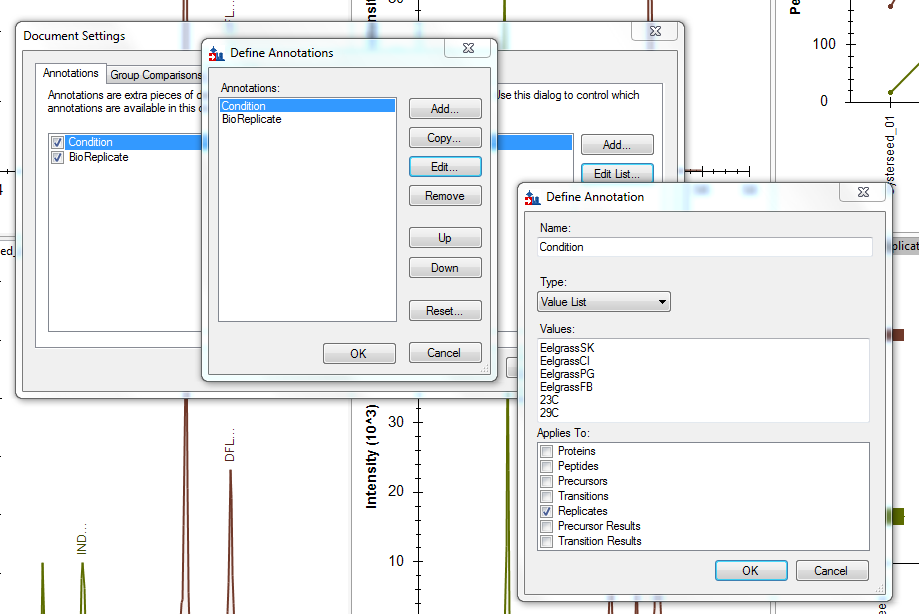 Document Settings
Annotations
Group Comparisons
Annotations are extra pieces of d
annotations are available in this
Use this dialog to control which
Condition
BioReplicate
Add...
Edit List...
Define Annotations
Annotations:
Condition
BioReplicate
Add...
Copy...
Edit...
Remove
Up
Down
Reset...
OK
Cancel
Define Annotation
Name:
Condition
Type:
Value List
Values:
EelgrassSK
EelgrassCI
EelgrassPG
EelgrassFB
23C
29C
Applies To:
Proteins
Peptides
Precursors
Transitions
Replicates
Precursor Results
Transition Results
OK
Cancel
100
0
ysterseed_01
plicat
Pe
FL...
ed_
Intensity (10^3)
30
20
10
DFL...
IND...